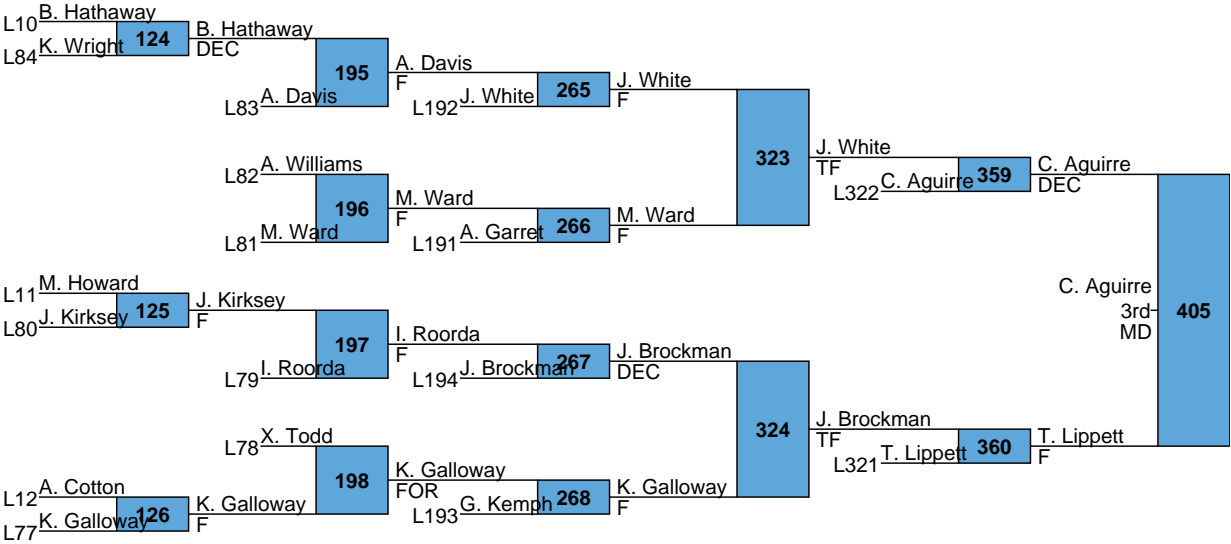 L10 B. Hathaway
124
L84 K. Wright
B. Hathaway
DEC
195
L83 A. Davis
A. Davis
F
265
L192 J. White
J. White
F
L82 A. Williams
196
L81 M. Ward
M. Ward
F
266
L191 A. Garret
M. Ward
F
323
J. White
TF
359
L322 C. Aguirre
C. Aguirre
DEC
L11 M. Howard
125
L80 J. Kirksey
J. Kirksey
F
197
L79 I. Roorda
I. Roorda
F
267
L194 J. Brockman
J. Brockman
DEC
L78 X. Todd
198
L12 A. Cotton
126
L77 K. Galloway
K. Galloway
F
K. Galloway
FOR
268
L193 G. Kemph
K. Galloway
F
324
J. Brockman
TF
360
L321 T. Lippett
T. Lippett
F
C. Aguirre
3rd
MD
405